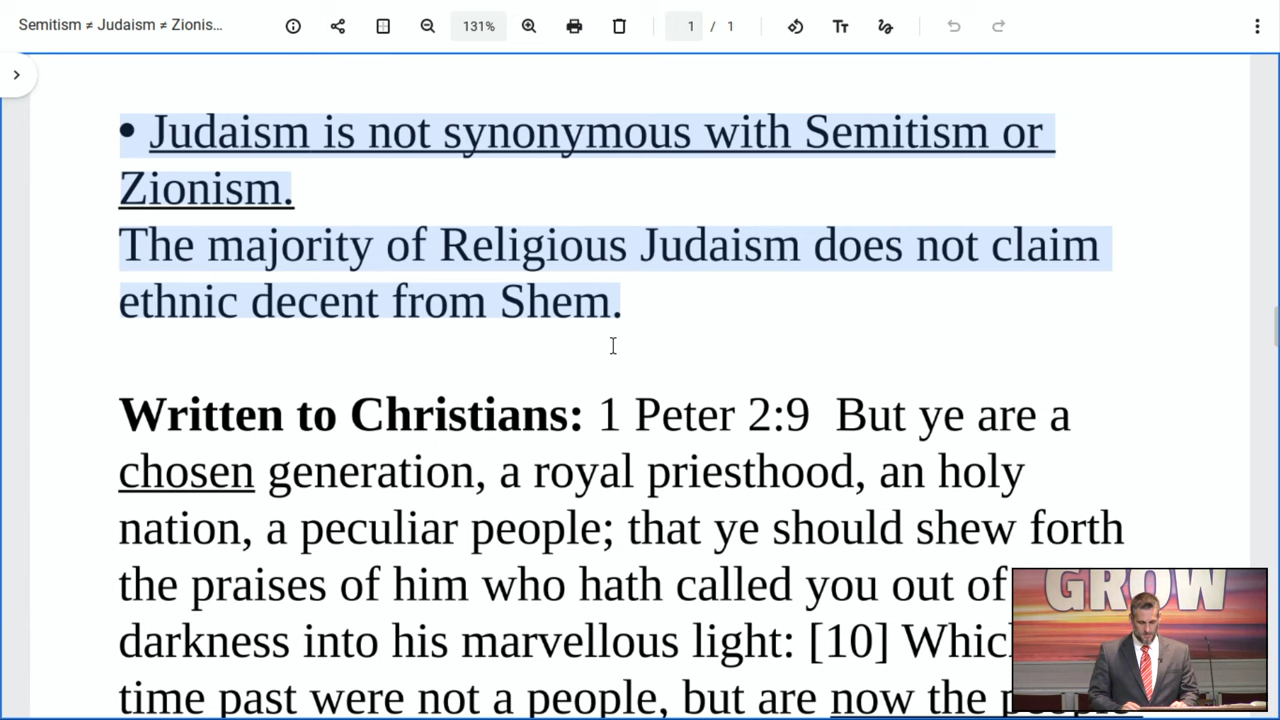 Semitism ≠ Judaism ≠ Zionis...
131%
1 / 1
Tт
• Judaism is not synonymous with Semitism or
Zionism.
The majority of Religious Judaism does not claim
ethnic decent from Shem.
Written to Christians: 1 Peter 2:9 But ye are a
chosen generation, a royal priesthood, an holy
nation, a peculiar people; that ye should shew forth
the praises of him who hath called you out of
darkness into his marvellous light: [10] Whic
time past were not a people, but are now the people
GROW